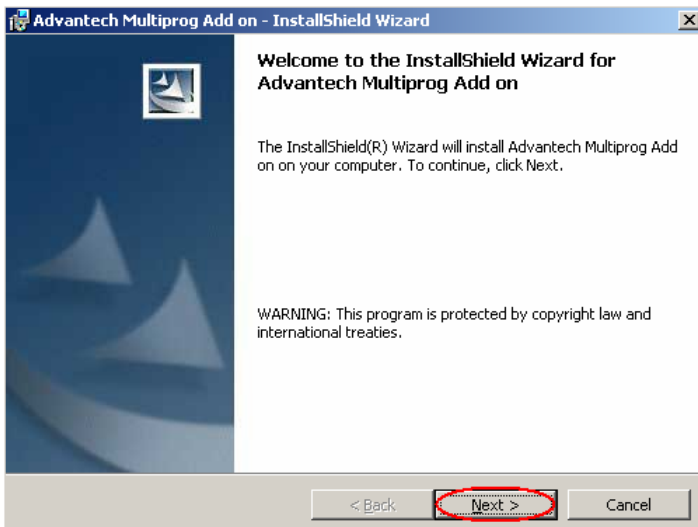 Advantech Multiprog Add on - InstallShield Wizard
Welcome to the InstallShield Wizard for
Advantech Multiprog Add on
The InstallShield(R) Wizard will install Advantech Multiprog Add
on on your computer. To continue, click Next.
WARNING: This program is protected by copyright law and
international treaties.
< Back Next > Cancel